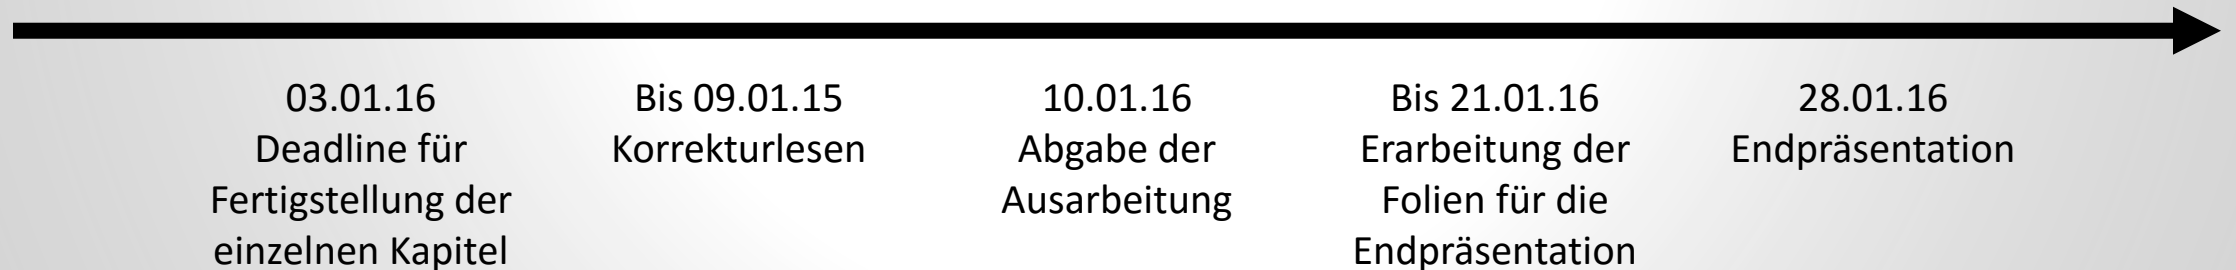 03.01.16
Deadline für
Fertigstellung der
einzelnen Kapitel
Bis 09.01.15
Korrekturlesen
10.01.16
Abgabe der
Ausarbeitung
Bis 21.01.16
Erarbeitung der
Folien für die
Endpräsentation
28.01.16
Endpräsentation